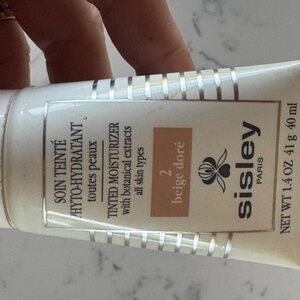 SOIN TEINTÉ
PHYTO-HYDRATANT
toutes peaux
TINTED MOISTURIZER
with botanical extracts
all skin types
2
beige doré
sisley
PARIS
NET WT 1.4 OZ 41 g 40 ml